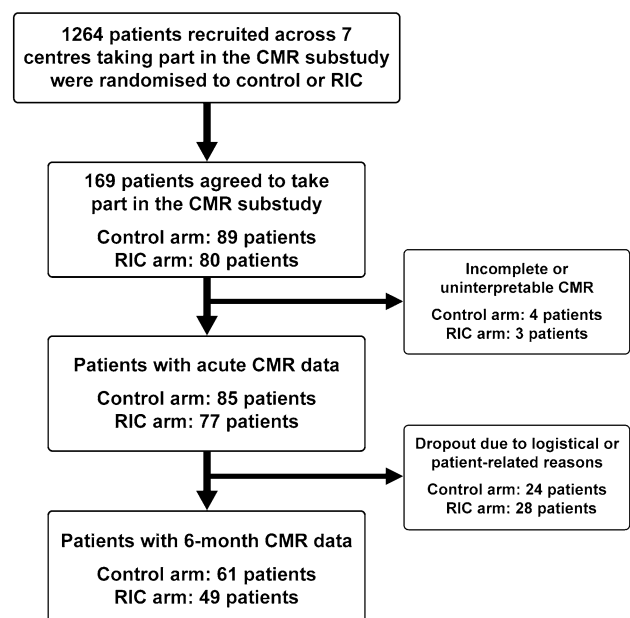 1264 patients recruited across 7
centres taking part in the CMR substudy
were randomised to control or RIC
169 patients agreed to take
part in the CMR substudy
Control arm: 89 patients
RIC arm: 80 patients
Incomplete or
uninterpretable CMR
Control arm: 4 patients
RIC arm: 3 patients
Patients with acute CMR data
Control arm: 85 patients
RIC arm: 77 patients
Dropout due to logistical or
patient-related reasons
Control arm: 24 patients
RIC arm: 28 patients
Patients with 6-month CMR data
Control arm: 61 patients
RIC arm: 49 patients